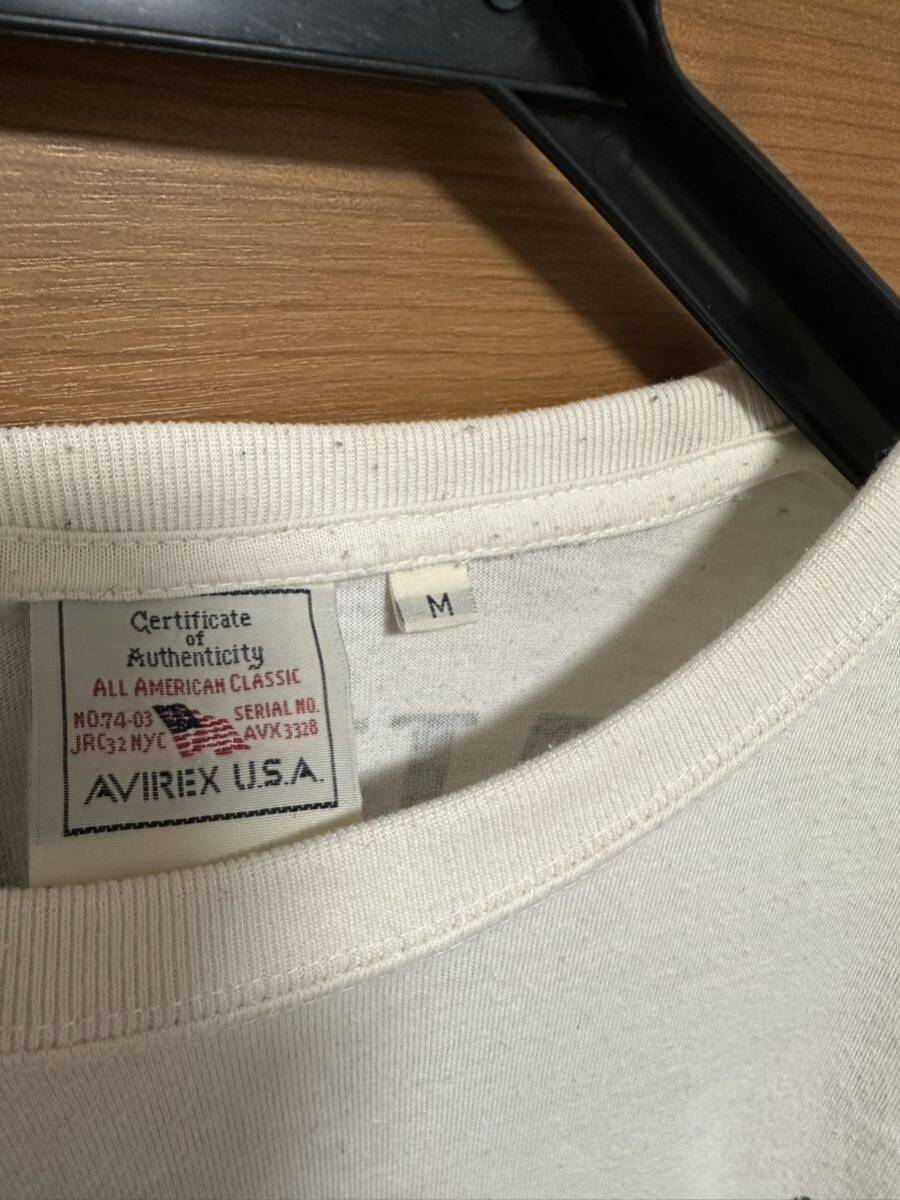 Certificate
of
Authenticity
ALL AMERICAN CLASSIC
NO.74-03 SERIAL NO.
JRC32 NYC AVX3328
AVIREX U.S.A.
M